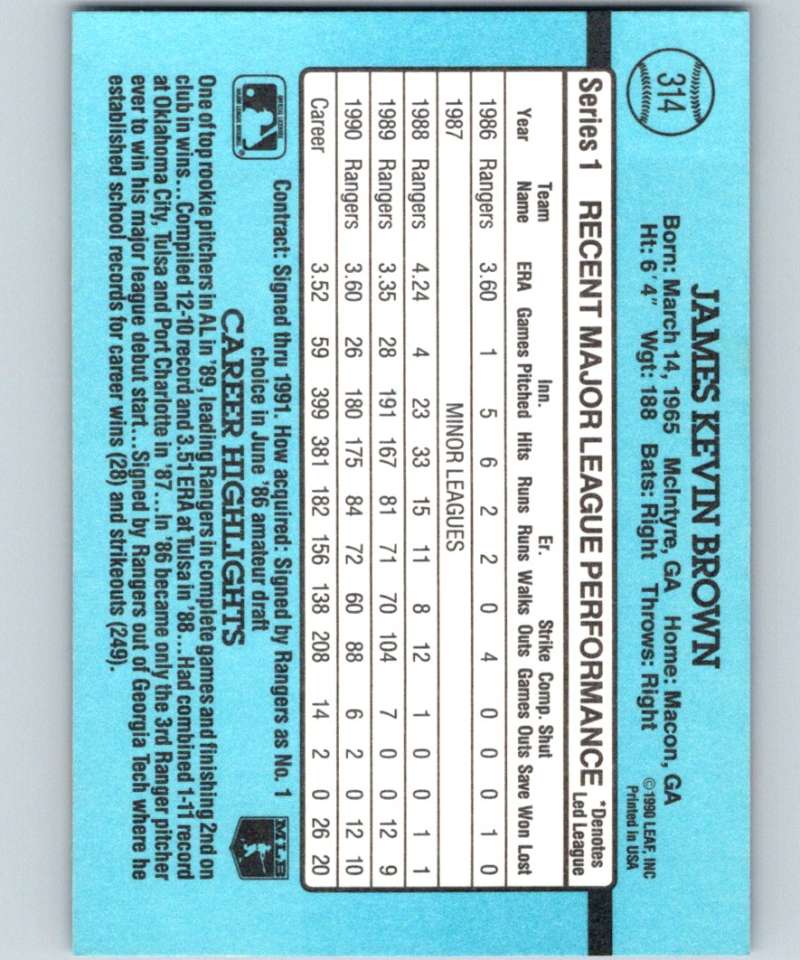 314
JAMES KEVIN BROWN
Born: March 14, 1965 McIntyre, GA Home: Macon, GA
Ht: 6' 4" Wgt: 188 Bats: Right Throws: Right
©1990 LEAF, INC
Printed in USA
Series 1 RECENT MAJOR LEAGUE PERFORMANCE *Denotes Led League
Team Inn. Er. Strike Comp. Shut
Year Name ERA Games Pitched Hits Runs Runs Walks Outs Games Outs Save Won Lost
1986 Rangers 3.60 1 5 6 2 2 0 4 0 0 0 1 0
1987 MINOR LEAGUES
1988 Rangers 4.24 4 23 33 15 11 8 12 1 0 0 1 1
1989 Rangers 3.35 28 191 167 81 71 70 104 7 0 0 12 9
1990 Rangers 3.60 26 180 175 84 72 60 88 6 2 0 12 10
Career 3.52 59 399 381 182 156 138 208 14 2 0 26 20
Contract: Signed thru 1991. How acquired: Signed by Rangers as No. 1
choice in June '86 amateur draft
MLB
CAREER HIGHLIGHTS
One of top rookie pitchers in AL in '89, leading Rangers in complete games and finishing 2nd on
club in wins...Compiled 12-10 record and 3.51 ERA at Tulsa in '88...Had combined 1-11 record
at Oklahoma City, Tulsa and Port Charlotte in '87...In '86 became only the 3rd Ranger pitcher
ever to win his major league debut start...Signed by Rangers out of Georgia Tech where he
established school records for career wins (28) and strikeouts (249).